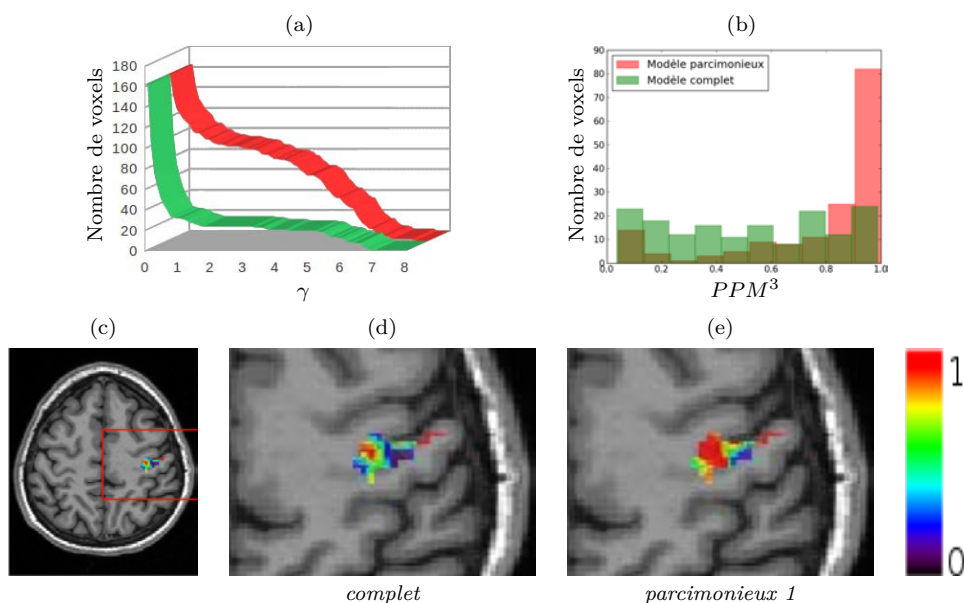 (a)
Nombre de voxels
180
160
140
120
100
80
60
40
20
0
0 1 2 3 4 5 6 7 8
γ
(b)
Nombre de voxels
90
80
70
60
50
40
30
20
10
0
Modèle parcimonieux
Modèle complet
0.0 0.2 0.4 0.6 0.8 1.0
PPM³
(c) (d) (e)
1
0
complet parcimonieux 1